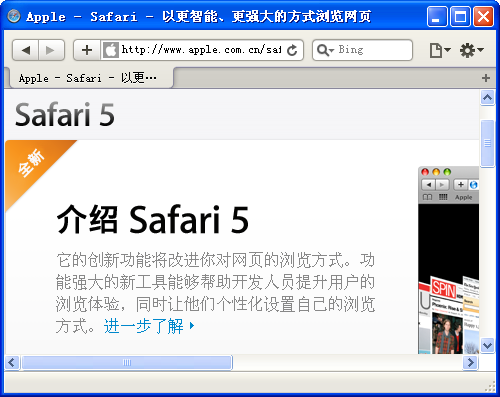 Apple - Safari - 以更智能、更强大的方式浏览网页
http://www.apple.com.cn/saf
Bing
Apple - Safari - 以更...
Safari 5
全新
介绍 Safari 5
它的创新功能将改进你对网页的浏览方式。功
能强大的新工具能够帮助开发人员提升用户的
浏览体验，同时让他们个性化设置自己的浏览
方式。进一步了解
Apple
SPIN